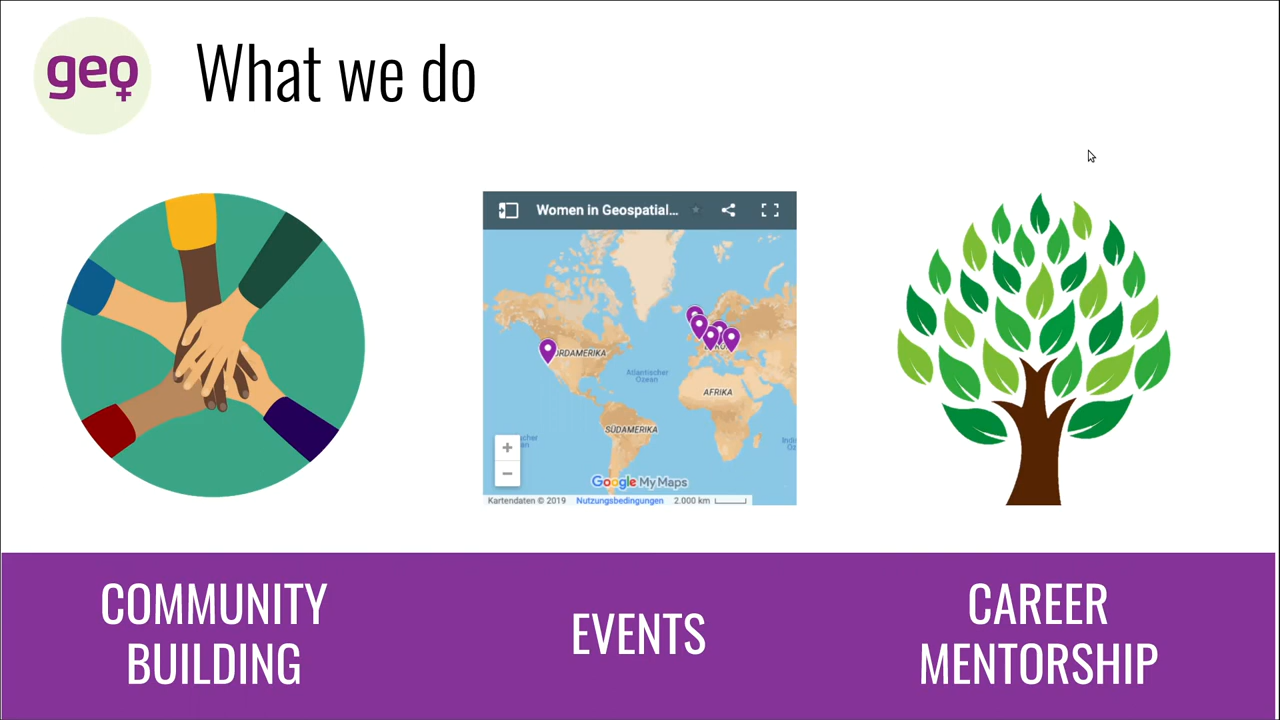 geo
What we do
Women in Geospatial...
NORDAMERIKA
Atlantischer
Ozean
AFRIKA
SÜDAMERIKA
Google My Maps
Kartendaten © 2019 Nutzungsbedingungen 2.000 km
COMMUNITY
BUILDING
EVENTS
CAREER
MENTORSHIP